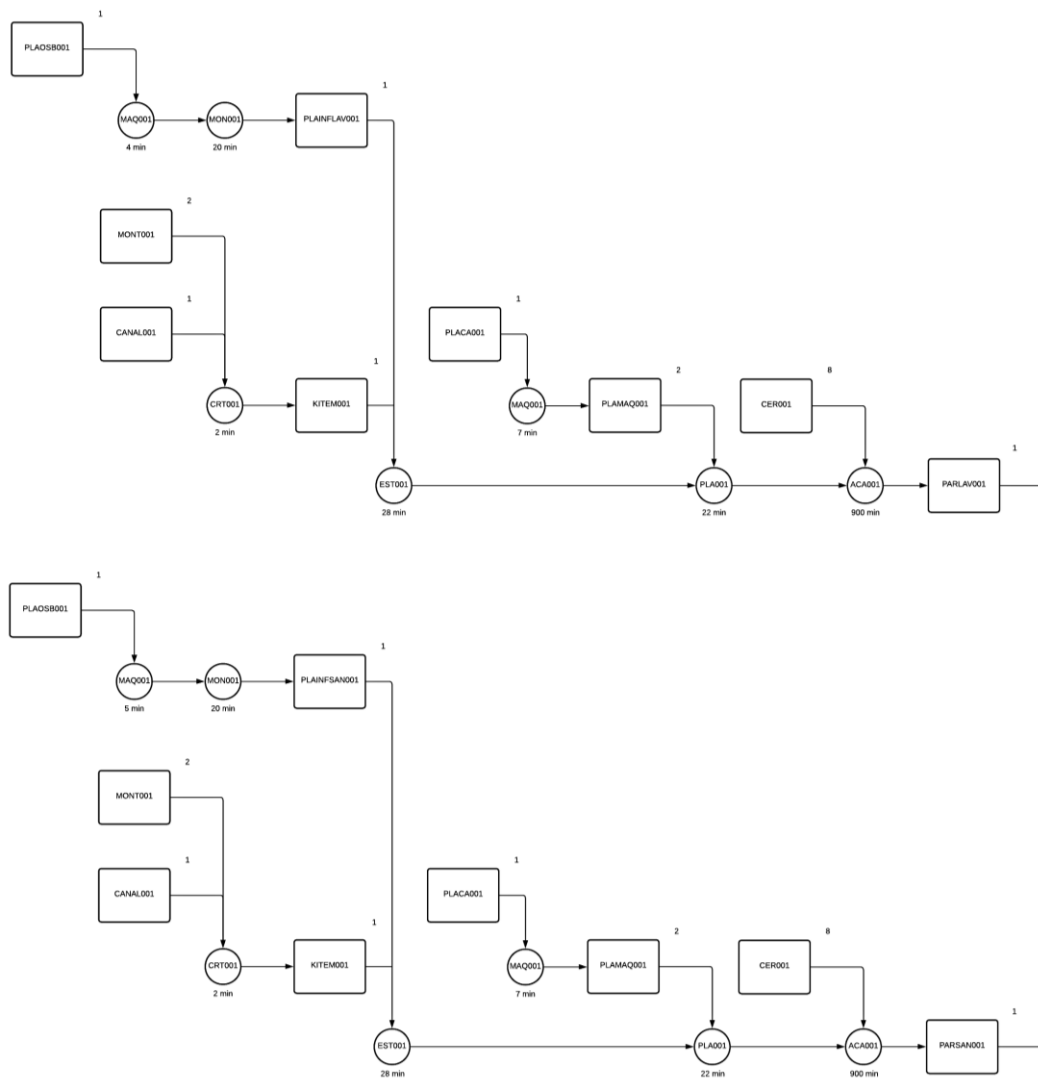 1
PLAOSB001
1
MAQ001
MON001
PLAINFLAV001
4 min
20 min
2
MONT001
1
1
CANAL001
PLACA001
1
2
8
CRT001
KITEM001
MAQ001
PLAMAQ001
CER001
2 min
7 min
1
EST001
PLA001
ACA001
PARLAV001
28 min
22 min
900 min
1
PLAOSB001
1
MAQ001
MON001
PLAINFSAN001
5 min
20 min
2
MONT001
1
1
CANAL001
PLACA001
1
2
8
CRT001
KITEM001
MAQ001
PLAMAQ001
CER001
2 min
7 min
1
EST001
PLA001
ACA001
PARSAN001
28 min
22 min
900 min